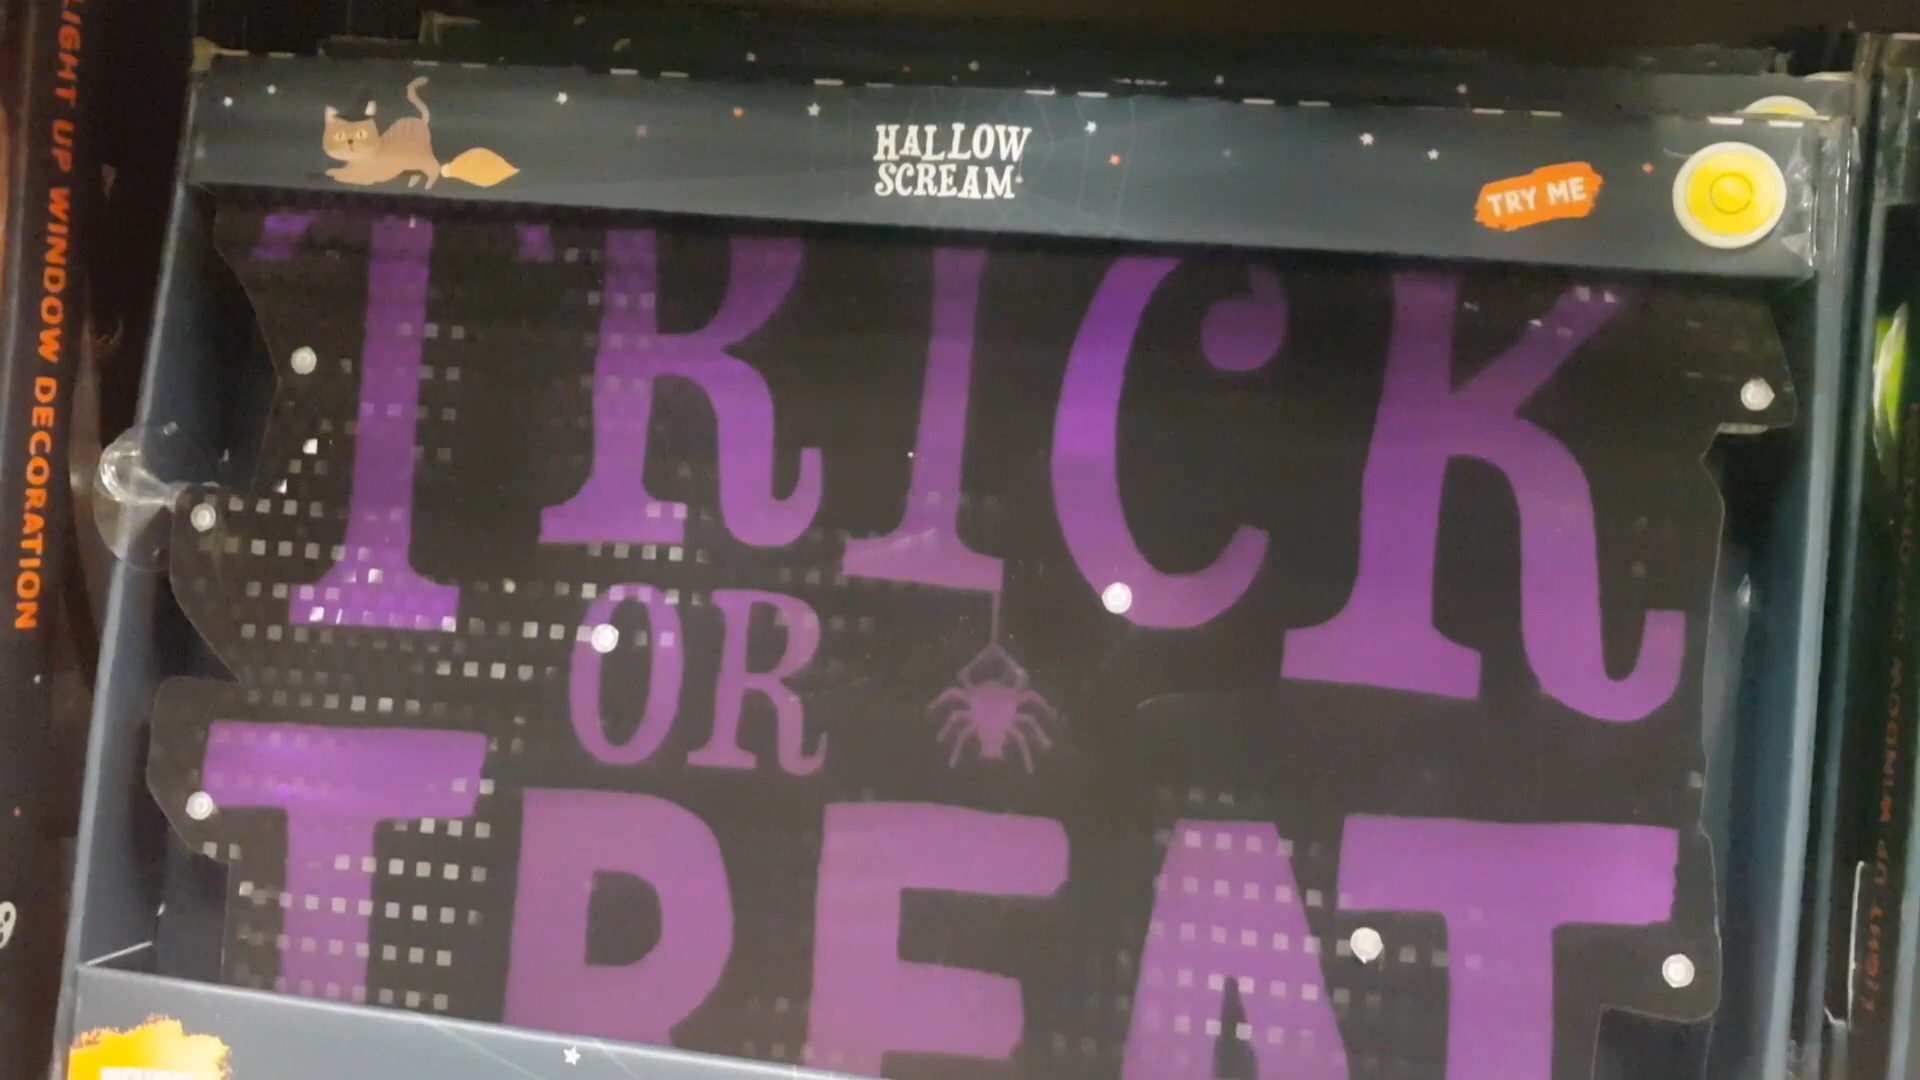 LIGHT UP WINDOW DECORATION
HALLOW
SCREAM
TRY ME
TRICK
OR
TREAT